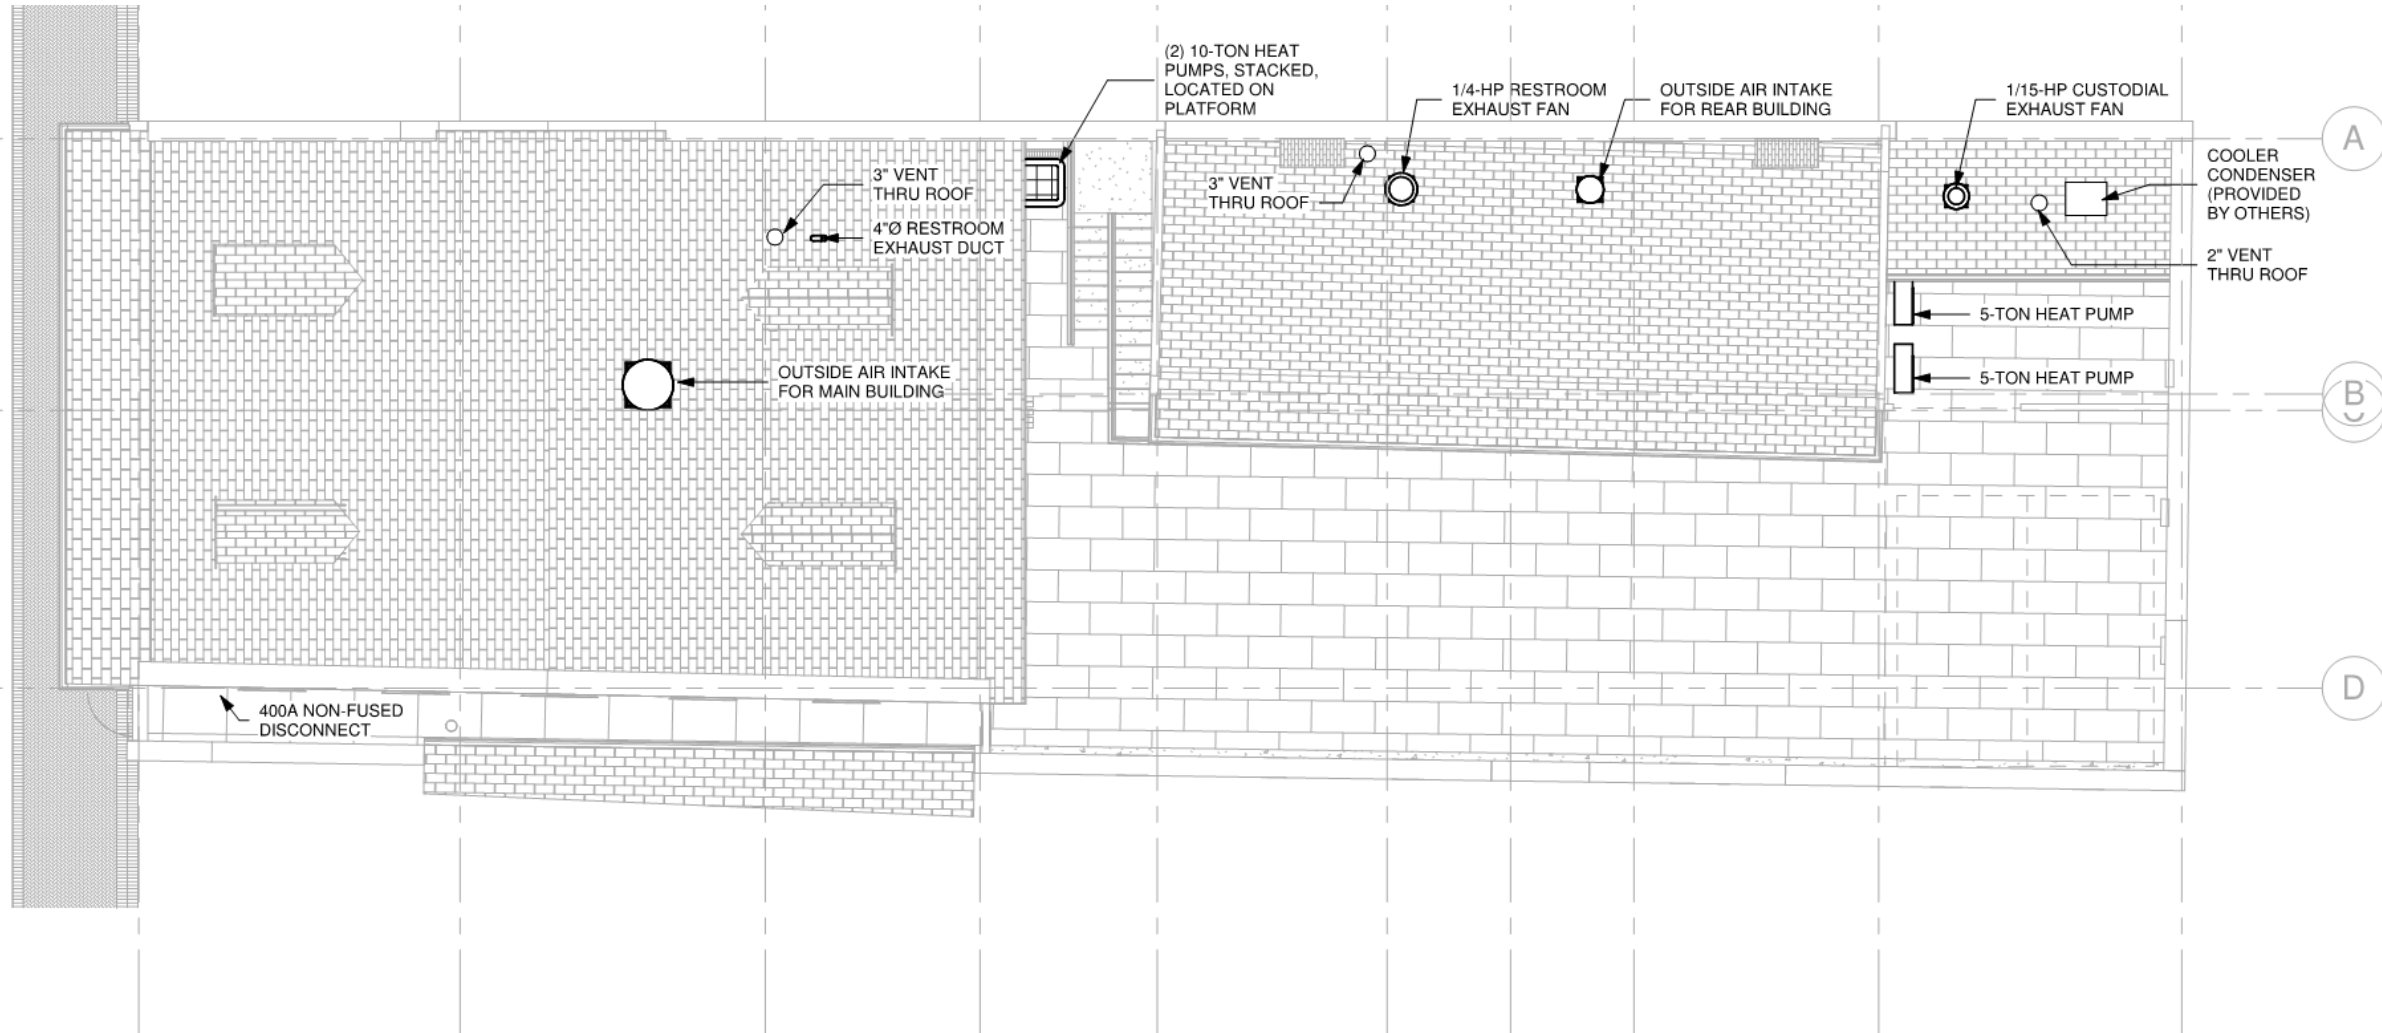 (2) 10-TON HEAT
PUMPS, STACKED,
LOCATED ON
PLATFORM
1/4-HP RESTROOM
EXHAUST FAN
OUTSIDE AIR INTAKE
FOR REAR BUILDING
1/15-HP CUSTODIAL
EXHAUST FAN
A
COOLER
CONDENSER
(PROVIDED
BY OTHERS)
3" VENT
THRU ROOF
3" VENT
THRU ROOF
4"Ø RESTROOM
EXHAUST DUCT
2" VENT
THRU ROOF
5-TON HEAT PUMP
OUTSIDE AIR INTAKE
FOR MAIN BUILDING
5-TON HEAT PUMP
B
D
400A NON-FUSED
DISCONNECT